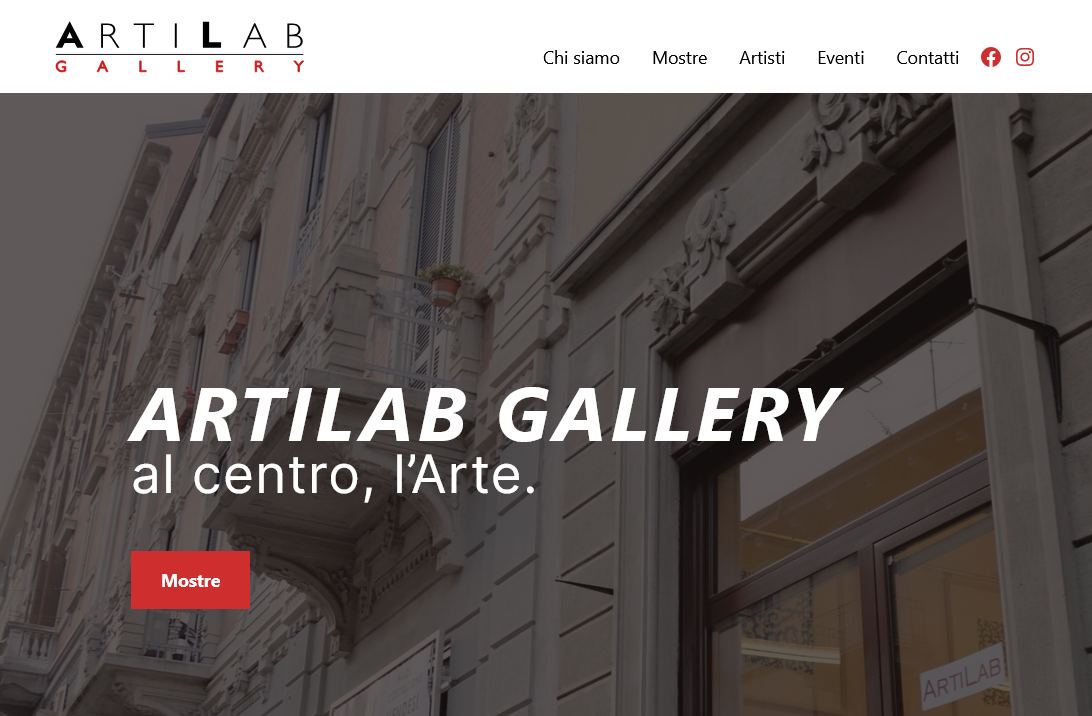 ARTILAB
GALLERY
Chi siamo Mostre Artisti Eventi Contatti
ARTILAB GALLERY
al centro, l’Arte.
Mostre
ARTILAB